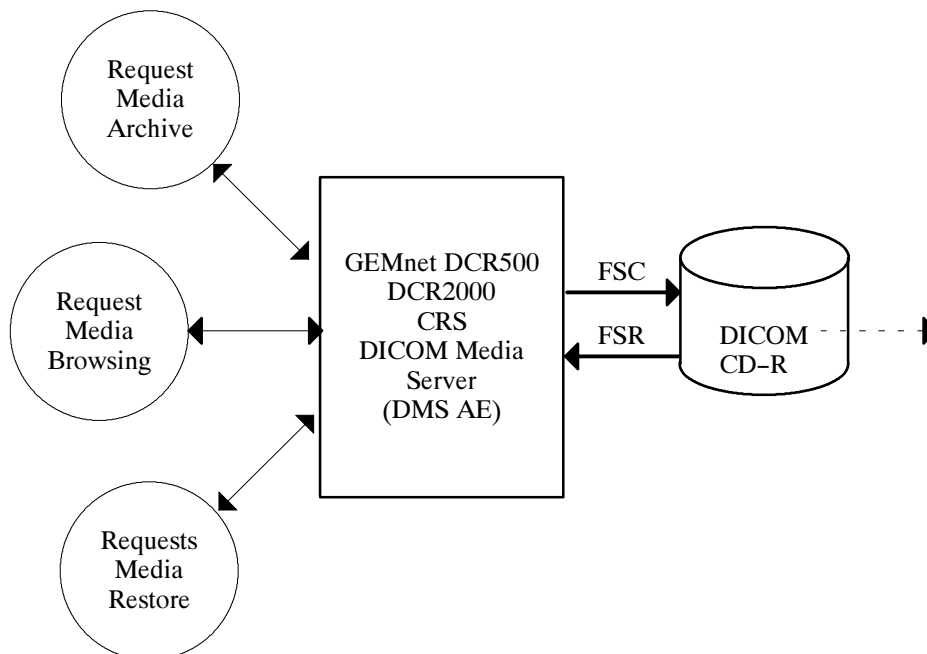 Request
Media
Archive
Request
Media
Browsing
Requests
Media
Restore
GEMnet DCR500
DCR2000
CRS
DICOM Media
Server
(DMS AE)
FSC
FSR
DICOM
CD-R